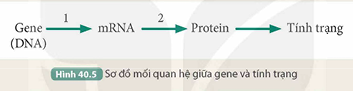 1 2
Gene mRNA Protein Tính trạng
(DNA)
Hình 40.5 Sơ đồ mối quan hệ giữa gene và tính trạng